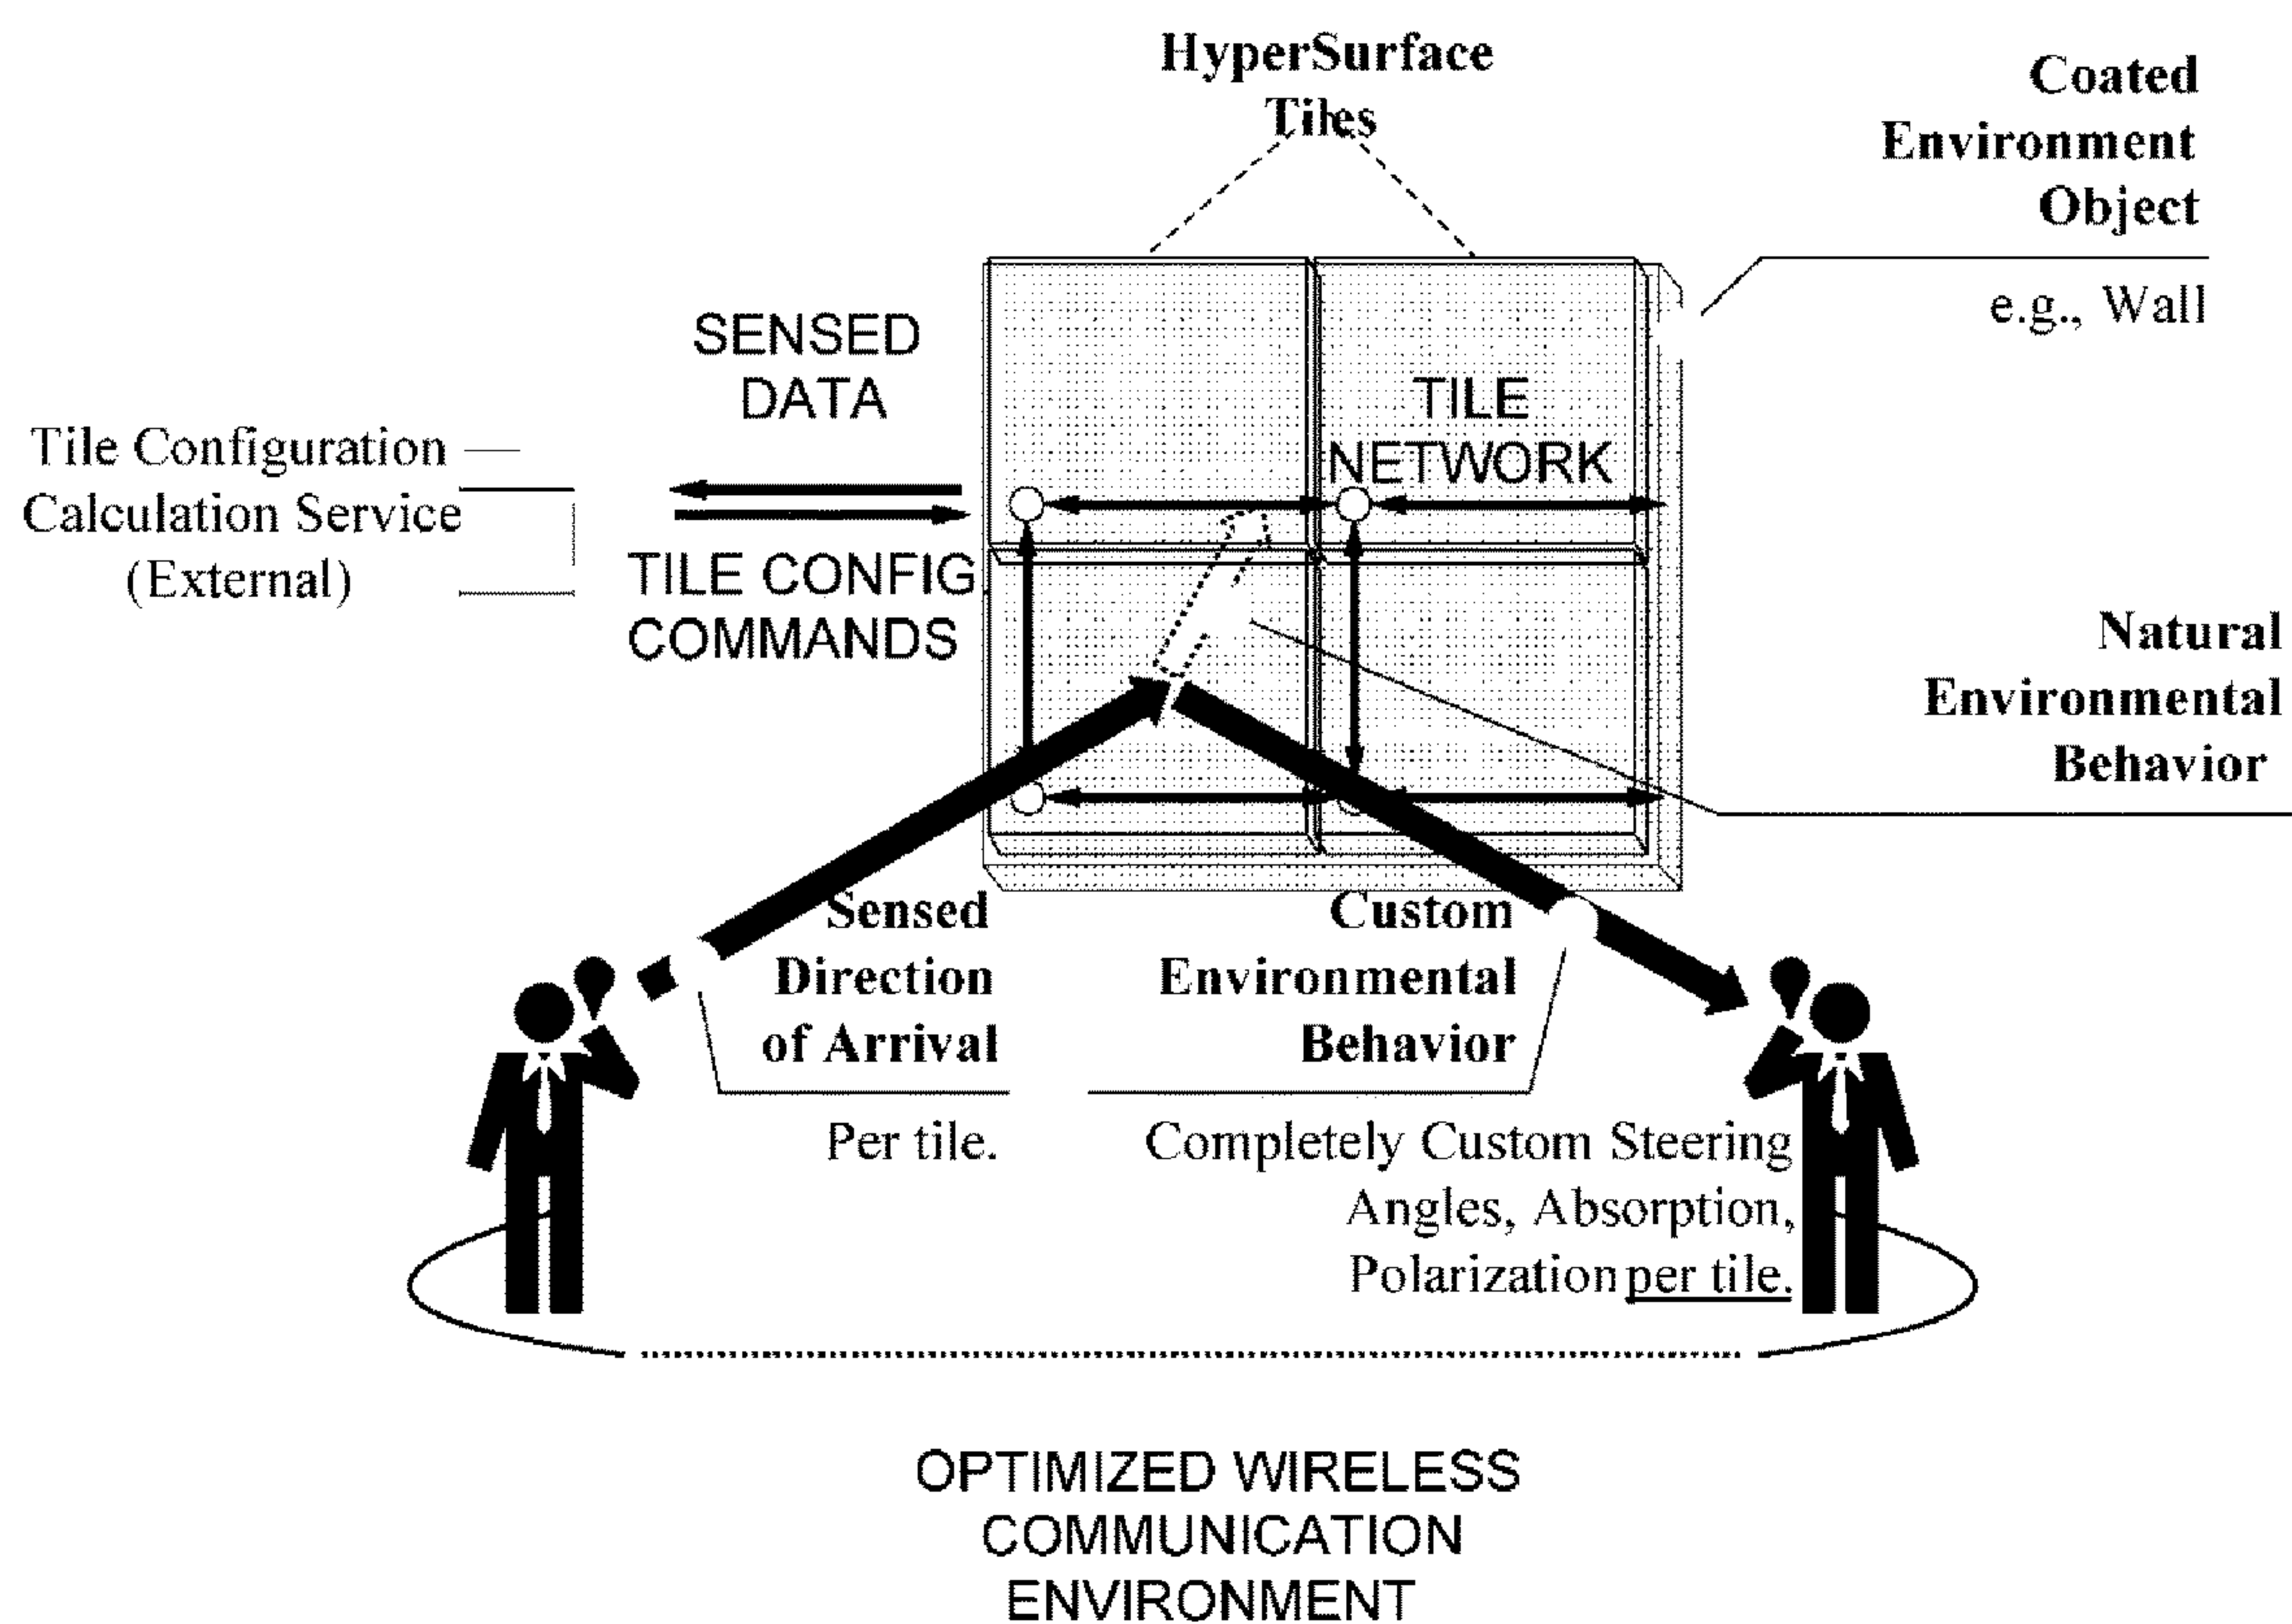 HyperSurface
Tiles
Coated
Environment
Object
e.g., Wall
SENSED
DATA
TILE
NETWORK
Tile Configuration
Calculation Service
(External)
TILE CONFIG
COMMANDS
Natural
Environmental
Behavior
Sensed
Direction
of Arrival
Per tile.
Custom
Environmental
Behavior
Completely Custom Steering
Angles, Absorption,
Polarization per tile.
OPTIMIZED WIRELESS
COMMUNICATION
ENVIRONMENT